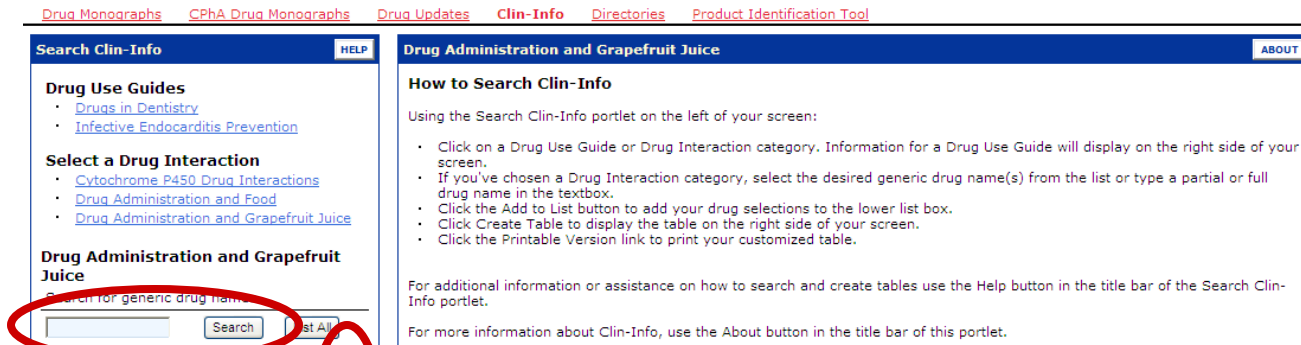 Drug Monographs CPhA Drug Monographs Drug Updates Clin-Info Directories Product Identification Tool
Search Clin-Info HELP
Drug Use Guides
· Drugs in Dentistry
· Infective Endocarditis Prevention
Select a Drug Interaction
· Cytochrome P450 Drug Interactions
· Drug Administration and Food
· Drug Administration and Grapefruit Juice
Drug Administration and Grapefruit
Juice
Search for generic drug name
Search List All
Drug Administration and Grapefruit Juice ABOUT
How to Search Clin-Info
Using the Search Clin-Info portlet on the left of your screen:
· Click on a Drug Use Guide or Drug Interaction category. Information for a Drug Use Guide will display on the right side of your
screen.
· If you've chosen a Drug Interaction category, select the desired generic drug name(s) from the list or type a partial or full
drug name in the textbox.
· Click the Add to List button to add your drug selections to the lower list box.
· Click Create Table to display the table on the right side of your screen.
· Click the Printable Version link to print your customized table.
For additional information or assistance on how to search and create tables use the Help button in the title bar of the Search Clin-
Info portlet.
For more information about Clin-Info, use the About button in the title bar of this portlet.